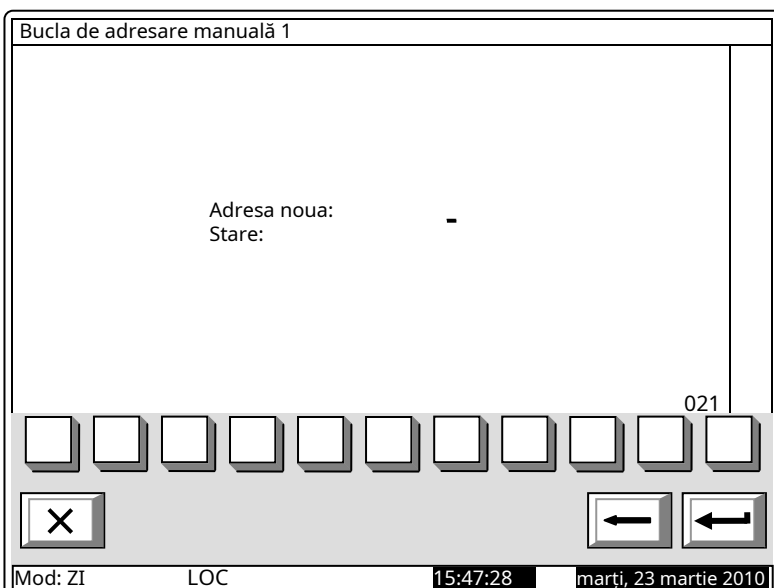 Bucla de adresare manuală 1
Adresa noua: -
Stare:
021
Mod: ZI LOC 15:47:28 marți, 23 martie 2010